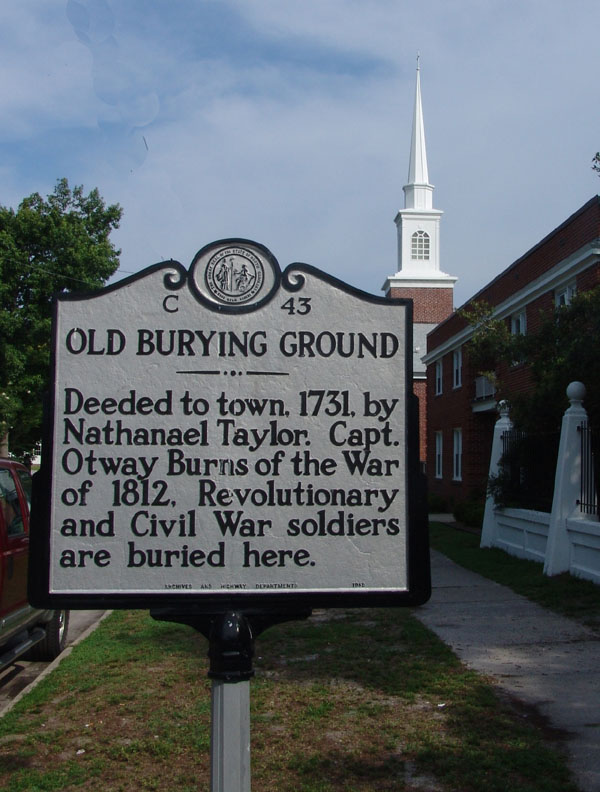 C 43
OLD BURYING GROUND
Deeded to town, 1731, by
Nathanael Taylor. Capt.
Otway Burns of the War
of 1812, Revolutionary
and Civil War soldiers
are buried here.
ARCHIVES AND HIGHWAY DEPARTMENTS